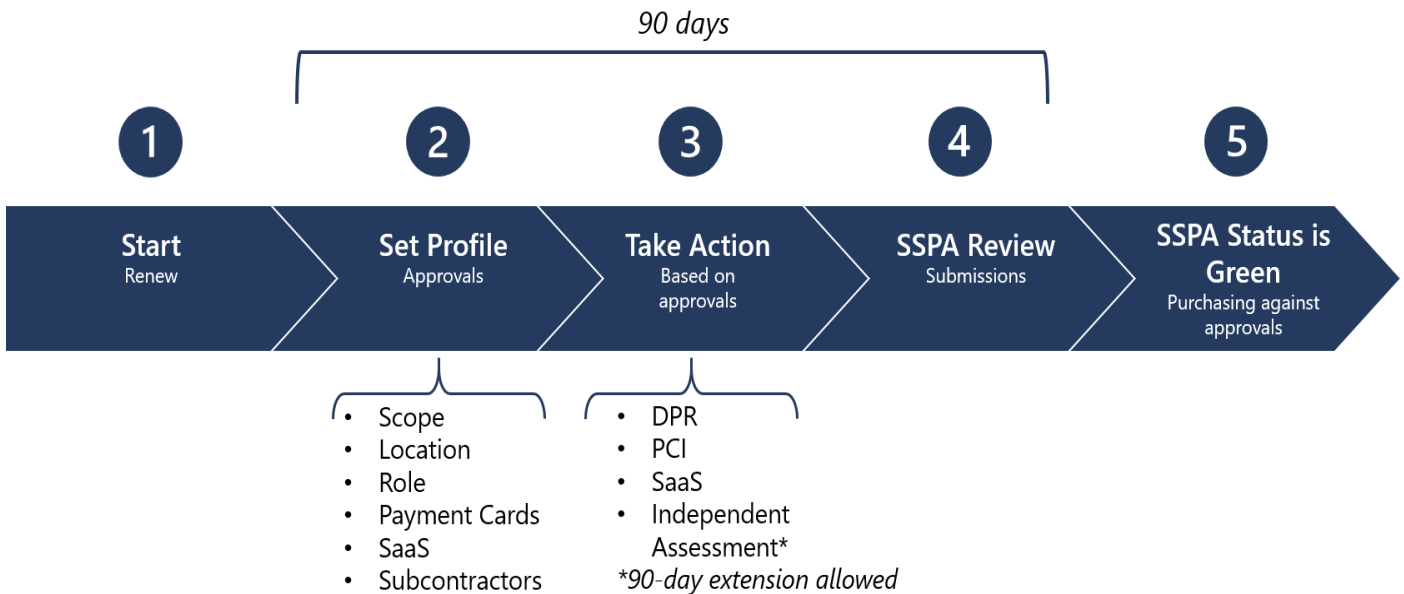 90 days
1
2
3
4
5
Start
Renew
Set Profile
Approvals
Take Action
Based on
approvals
SSPA Review
Submissions
SSPA Status is
Green
Purchasing against
approvals
• Scope
• Location
• Role
• Payment Cards
• SaaS
• Subcontractors
• DPR
• PCI
• SaaS
• Independent
Assessment*
*90-day extension allowed